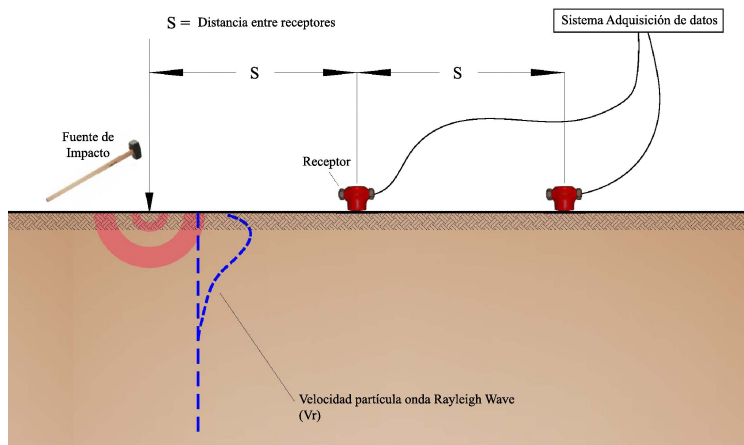 S = Distancia entre receptores
Sistema Adquisición de datos
S
S
Fuente de
Impacto
Receptor
Velocidad partícula onda Rayleigh Wave
(Vr)